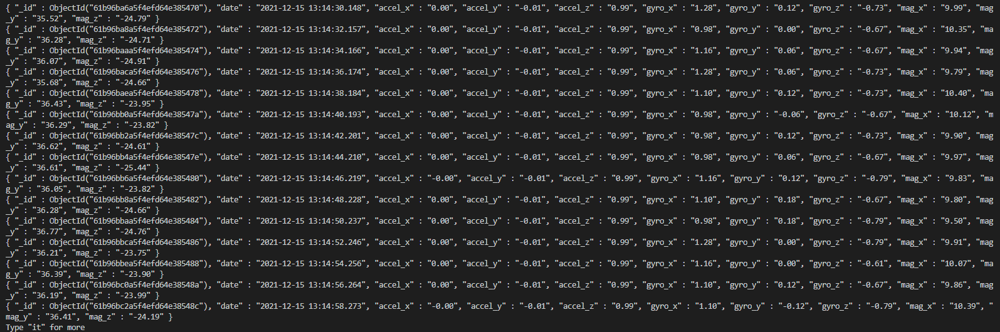 { "_id" : ObjectId("61b96ba6a5f4efd64e385470"), "date" : "2021-12-15 13:14:30.148", "accel_x" : "0.00", "accel_y" : "-0.01", "accel_z" : "0.99", "gyro_x" : "1.28", "gyro_y" : "0.12", "gyro_z" : "-0.73", "mag_x" : "9.99", "mag
_y" : "35.52", "mag_z" : "-24.79" }
{ "_id" : ObjectId("61b96ba8a5f4efd64e385472"), "date" : "2021-12-15 13:14:32.157", "accel_x" : "0.00", "accel_y" : "-0.01", "accel_z" : "0.99", "gyro_x" : "0.98", "gyro_y" : "0.00", "gyro_z" : "-0.67", "mag_x" : "10.35", "ma
g_y" : "36.28", "mag_z" : "-24.71" }
{ "_id" : ObjectId("61b96baaa5f4efd64e385474"), "date" : "2021-12-15 13:14:34.166", "accel_x" : "0.00", "accel_y" : "-0.01", "accel_z" : "0.99", "gyro_x" : "1.16", "gyro_y" : "0.06", "gyro_z" : "-0.67", "mag_x" : "9.94", "mag
_y" : "36.07", "mag_z" : "-24.91" }
{ "_id" : ObjectId("61b96baca5f4efd64e385476"), "date" : "2021-12-15 13:14:36.174", "accel_x" : "0.00", "accel_y" : "-0.01", "accel_z" : "0.99", "gyro_x" : "1.28", "gyro_y" : "0.06", "gyro_z" : "-0.73", "mag_x" : "9.79", "mag
_y" : "35.68", "mag_z" : "-24.66" }
{ "_id" : ObjectId("61b96baea5f4efd64e385478"), "date" : "2021-12-15 13:14:38.184", "accel_x" : "0.00", "accel_y" : "-0.01", "accel_z" : "0.99", "gyro_x" : "1.10", "gyro_y" : "0.12", "gyro_z" : "-0.73", "mag_x" : "10.40", "ma
g_y" : "36.43", "mag_z" : "-23.95" }
{ "_id" : ObjectId("61b96bb0a5f4efd64e38547a"), "date" : "2021-12-15 13:14:40.193", "accel_x" : "0.00", "accel_y" : "-0.01", "accel_z" : "0.99", "gyro_x" : "0.98", "gyro_y" : "-0.06", "gyro_z" : "-0.67", "mag_x" : "10.12", "m
ag_y" : "36.29", "mag_z" : "-23.82" }
{ "_id" : ObjectId("61b96bb2a5f4efd64e38547c"), "date" : "2021-12-15 13:14:42.201", "accel_x" : "0.00", "accel_y" : "-0.01", "accel_z" : "0.99", "gyro_x" : "0.98", "gyro_y" : "0.12", "gyro_z" : "-0.73", "mag_x" : "9.90", "mag
_y" : "36.62", "mag_z" : "-24.61" }
{ "_id" : ObjectId("61b96bb4a5f4efd64e38547e"), "date" : "2021-12-15 13:14:44.210", "accel_x" : "0.00", "accel_y" : "-0.01", "accel_z" : "0.99", "gyro_x" : "0.98", "gyro_y" : "0.06", "gyro_z" : "-0.67", "mag_x" : "9.97", "mag
_y" : "36.61", "mag_z" : "-25.44" }
{ "_id" : ObjectId("61b96bb6a5f4efd64e385480"), "date" : "2021-12-15 13:14:46.219", "accel_x" : "-0.00", "accel_y" : "-0.01", "accel_z" : "0.99", "gyro_x" : "1.16", "gyro_y" : "0.12", "gyro_z" : "-0.79", "mag_x" : "9.83", "ma
g_y" : "36.05", "mag_z" : "-23.82" }
{ "_id" : ObjectId("61b96bb8a5f4efd64e385482"), "date" : "2021-12-15 13:14:48.228", "accel_x" : "0.00", "accel_y" : "-0.01", "accel_z" : "0.99", "gyro_x" : "1.10", "gyro_y" : "0.18", "gyro_z" : "-0.67", "mag_x" : "9.80", "mag
_y" : "36.28", "mag_z" : "-24.66" }
{ "_id" : ObjectId("61b96bbaa5f4efd64e385484"), "date" : "2021-12-15 13:14:50.237", "accel_x" : "0.00", "accel_y" : "-0.01", "accel_z" : "0.99", "gyro_x" : "0.98", "gyro_y" : "0.18", "gyro_z" : "-0.79", "mag_x" : "9.50", "mag
_y" : "36.77", "mag_z" : "-24.76" }
{ "_id" : ObjectId("61b96bbca5f4efd64e385486"), "date" : "2021-12-15 13:14:52.246", "accel_x" : "0.00", "accel_y" : "-0.01", "accel_z" : "0.99", "gyro_x" : "1.28", "gyro_y" : "0.00", "gyro_z" : "-0.79", "mag_x" : "9.91", "mag
_y" : "36.21", "mag_z" : "-23.75" }
{ "_id" : ObjectId("61b96bbea5f4efd64e385488"), "date" : "2021-12-15 13:14:54.256", "accel_x" : "0.00", "accel_y" : "-0.01", "accel_z" : "0.99", "gyro_x" : "1.16", "gyro_y" : "0.00", "gyro_z" : "-0.61", "mag_x" : "10.07", "ma
g_y" : "36.39", "mag_z" : "-23.90" }
{ "_id" : ObjectId("61b96bc0a5f4efd64e38548a"), "date" : "2021-12-15 13:14:56.264", "accel_x" : "0.00", "accel_y" : "-0.01", "accel_z" : "0.99", "gyro_x" : "1.10", "gyro_y" : "0.12", "gyro_z" : "-0.67", "mag_x" : "9.86", "mag
_y" : "36.19", "mag_z" : "-23.99" }
{ "_id" : ObjectId("61b96bc2a5f4efd64e38548c"), "date" : "2021-12-15 13:14:58.273", "accel_x" : "-0.00", "accel_y" : "-0.01", "accel_z" : "0.99", "gyro_x" : "1.10", "gyro_y" : "-0.12", "gyro_z" : "-0.79", "mag_x" : "10.39", "
mag_y" : "36.41", "mag_z" : "-24.19" }
Type "it" for more